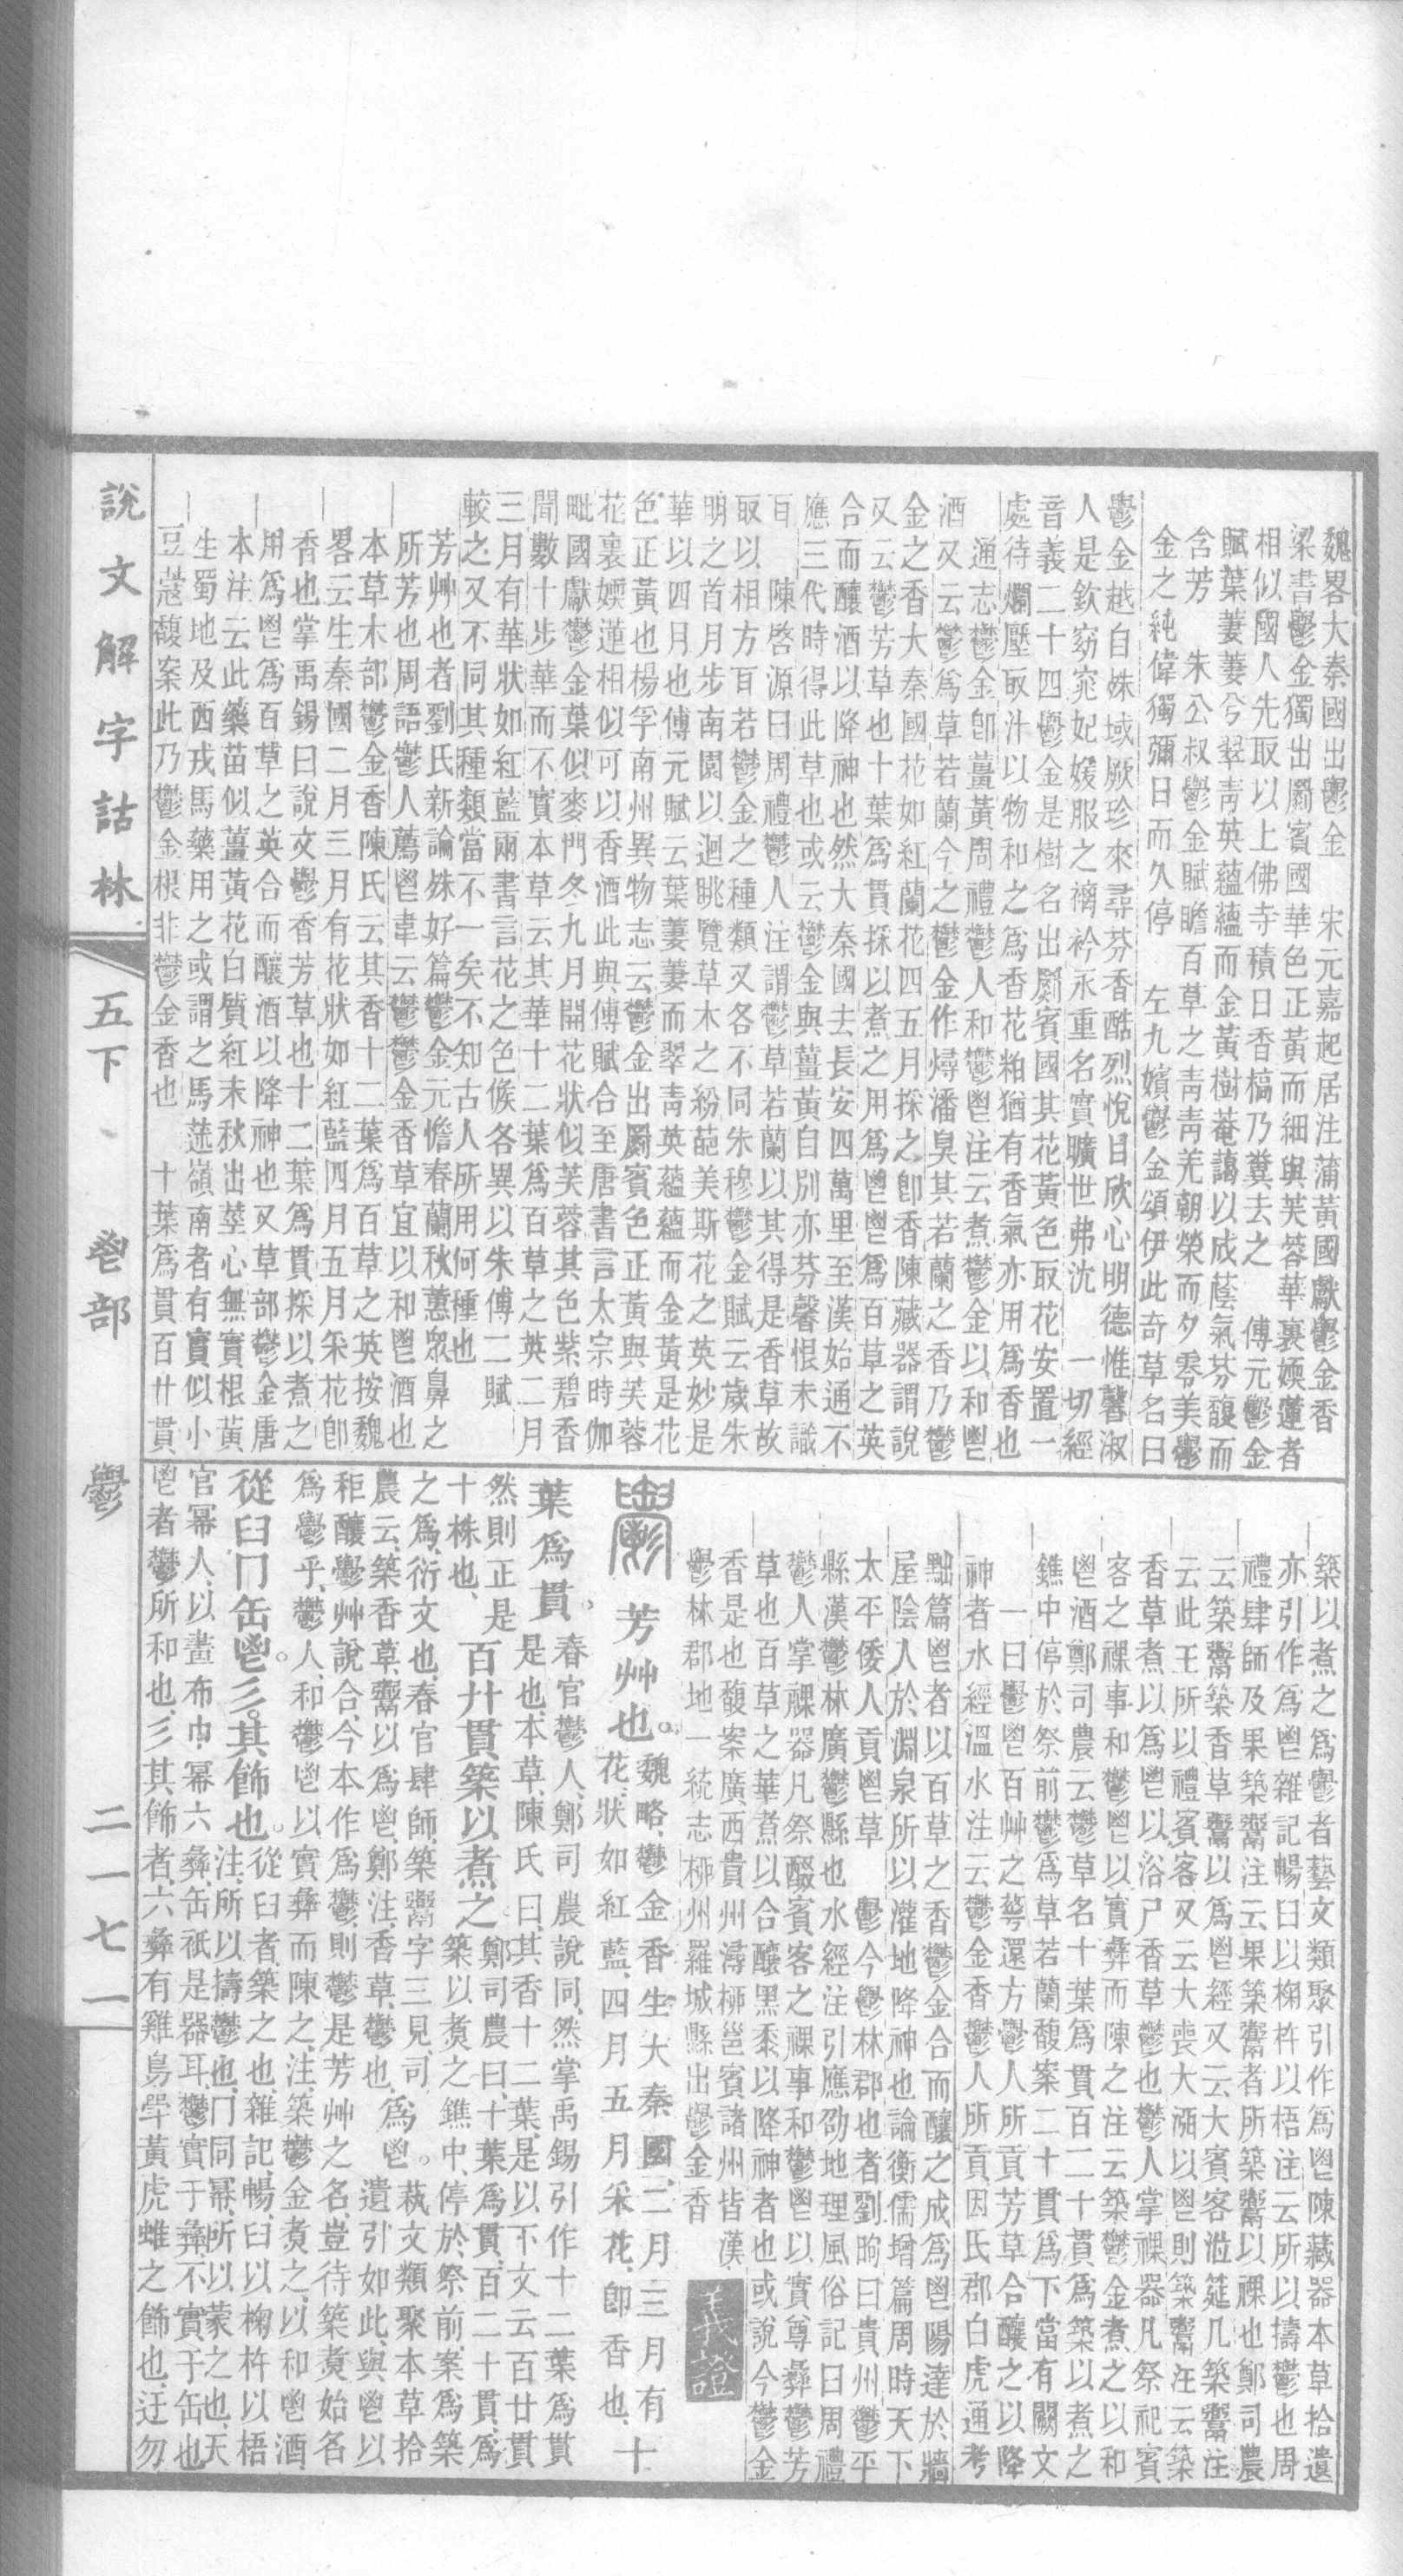 魏畧大秦國出鬱金　宋元嘉起居注蒲黃國獻鬱金香
梁書鬱金獨出罽賓國華色正黃而細與芙蓉華裏媆蓮者
相似國人先取以上佛寺積日香槁乃糞去之　傅元鬱金
賦葉萋萋兮翠青英蘊蘊而金黃樹菴藹以成蔭氣芬馥而
含芳　朱公叔鬱金賦瞻百草之青青羌朝榮而夕零美鬱
金之純偉獨彌日而久停　左九嬪鬱金頌伊此奇草名曰
鬱金越自姝域厥珍來尋芬香酷烈悅目欣心明德惟馨淑
人是欽窈窕妃媛服之褵衿永重名實曠世弗沈　一切經
音義二十四鬱金是樹名出罽賓國其花黃色取花安置一
處待爛壓取汁以物和之爲香花粕猶有香氣亦用爲香也
通志鬱金卽薑黃周禮鬱人和鬱鬯注云煮鬱金以和鬯
酒又云鬱爲草若蘭今之鬱金作燖潘臭其若蘭之香乃鬱
金之香大秦國花如紅蘭花四五月採之卽香陳藏器謂說
又云鬱芳草也十葉爲貫採以煮之用爲鬯鬯爲百草之英
合而釀酒以降神也然大秦國去長安四萬里至漢始通不
應三代時得此草也或云鬱金與薑黃自別亦芬馨恨未識
百　陳啓源曰周禮鬱人注謂鬱草若蘭以其得是香草故
取以相方百若鬱金之種類又各不同朱穆鬱金賦云歲朱
明之首月步南園以迴眺覽草木之紛葩美斯花之英妙是
華以四月也傅元賦云葉萋萋而翠青英蘊蘊而金黃是花
色正黃也楊孚南州異物志云鬱金出罽賓色正黃與芙蓉
花裏媆蓮相似可以香酒此與傅賦合至唐書言太宗時伽
毗國獻鬱金葉似麥門冬九月開花狀似芙蓉其色紫碧香
聞數十步華而不實本草云其華十二葉爲百草之英二月
三月有華狀如紅藍兩書言花之色候各異以朱傅二賦
較之又不同其種類當不一矣不知古人所用何種也
芳艸也者劉氏新論殊好篇鬱金元憺春蘭秋蕙眾鼻之
所芳也周語鬱人薦鬯韋云鬱鬱金香草宜以和鬯酒也
本草木部鬱金香陳氏云其香十二葉爲百草之英按魏
畧云生秦國二月三月有花狀如紅藍四月五月采花卽
香也掌禹錫曰說文鬱香芳草也十二葉爲貫採以煮之
用爲鬯爲百草之英合而釀酒以降神也又草部鬱金唐
本注云此藥苗似薑黃花白質紅末秋出莖心無實根黃
生蜀地及西戎馬藥用之或謂之馬蒁嶺南者有實似小
豆蔻馥案此乃鬱金根非鬱金香也　十葉爲貫百廿貫
築以煮之爲鬱者藝文類聚引作爲鬯陳藏器本草拾遺
亦引作爲鬯雜記暢曰以椈杵以梧注云所以擣鬱也周
禮肆師及果築鬻注云果築鬻者所築鬻以祼也鄭司農
云築鬻築香草鬻以爲鬯經又云大賓客涖筵几築鬻注
云此王所以禮賓客又云大喪大渳以鬯則築鬻注云築
香草煮以爲鬯以浴尸香草鬱也鬱人掌祼器凡祭祀賓
客之祼事和鬱鬯以實彝而陳之注云築鬱金煮之以和
鬯酒鄭司農云鬱草名十葉爲貫百二十貫爲築以煮之
鐎中停於祭前鬱爲草若蘭馥案二十貫爲下當有闕文
一曰鬱鬯百艸之華遠方鬱人所貢芳草合釀之以降
神者水經溫水注云鬱金香鬱人所貢因氏郡白虎通考
黜篇鬯者以百草之香鬱金合而釀之成爲鬯陽達於牆
屋陰人於淵泉所以灌地降神也論衡儒增篇周時天下
太平倭人貢鬯草　鬱今鬱林郡也者劉昫曰貴州鬱平
縣漢鬱林廣鬱縣也水經注引應劭地理風俗記曰周禮
鬱人掌祼器凡祭醊賓客之祼事和鬱鬯以實尊彝鬱芳
草也百草之華煮以合釀黑黍以降神者也或說今鬱金
香是也馥案廣西貴州潯柳邕賓諸州皆漢
鬱林郡地一統志柳州羅城縣出鬱金香　義證
芳艸也。魏略、鬱金香生大秦國、二月三月有花、狀如紅藍、四月五月采花、卽香也、十
葉爲貫。春官鬱人、鄭司農說同、然掌禹錫引作十二葉爲貫是也、本草、陳氏曰、其香十二葉、是以下文云百廿貫
然則正是十株也、百廿貫築以煮之。鄭司農曰、十葉爲貫、百二十貫、爲築以煮之鐎中、停於祭前、案爲築
之爲、衍文也、春官肆師、築鬻字三見、司農云、築香草、鬻以爲鬯、鄭注、香草、鬱也、爲鬯。蓺文類聚本草拾遺引如此、與鬯以
秬釀鬱艸說合、今本作爲鬱、則鬱是芳艸之名、豈待築煑始名
爲鬱乎、鬱人、和鬱鬯以實彝而陳之、注、築鬱金煮之、以和鬯酒
從臼冂缶鬯。彡。其飾也。從臼者、築之也、雜記、暢、臼以椈杵以梧注、所以擣鬱也、冂同冪、所以蒙之也、天
官冪人、以畫布巾冪六彝、缶祇是器耳、鬱實于彝、不實于缶也
鬯者鬱所和也、彡其飾者、六彝有雞鳥斝黃虎蜼之飾也、迂勿
說文解字詁林　五下　鬯部　鬱　二一七一